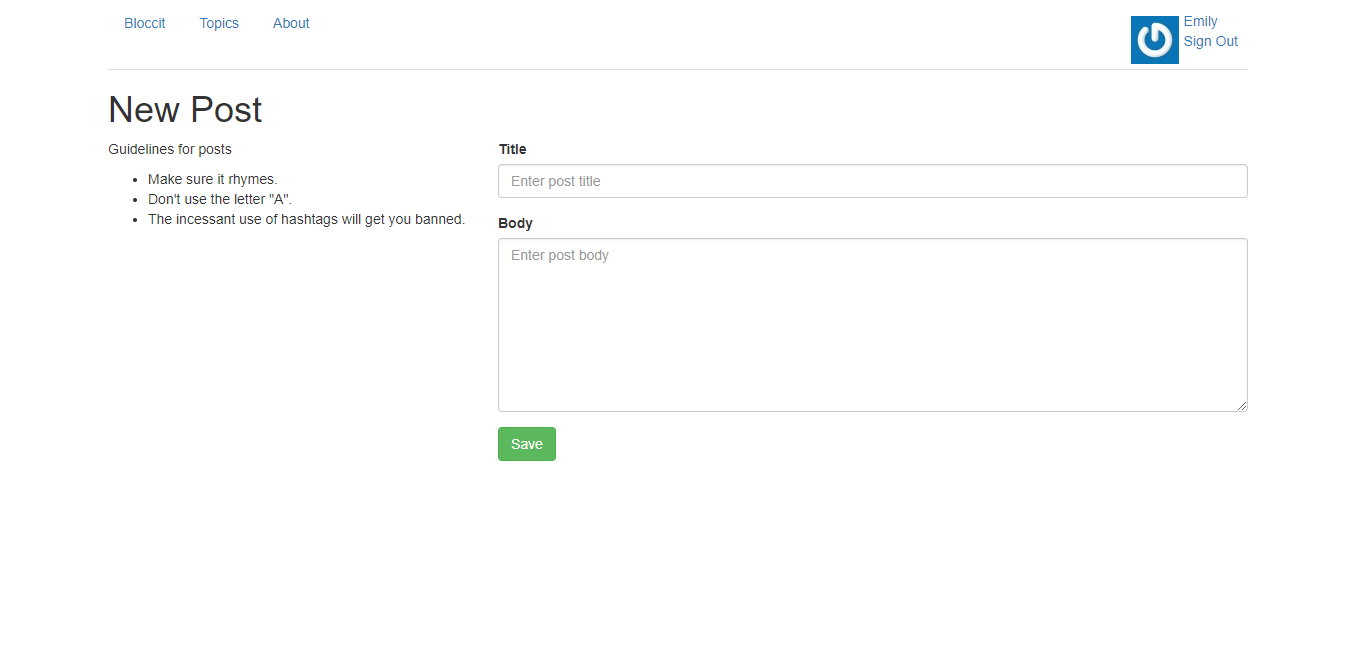 Bloccit Topics About Emily
Sign Out
New Post
Guidelines for posts
Make sure it rhymes.
Don't use the letter "A".
The incessant use of hashtags will get you banned.
Title
Enter post title
Body
Enter post body
Save